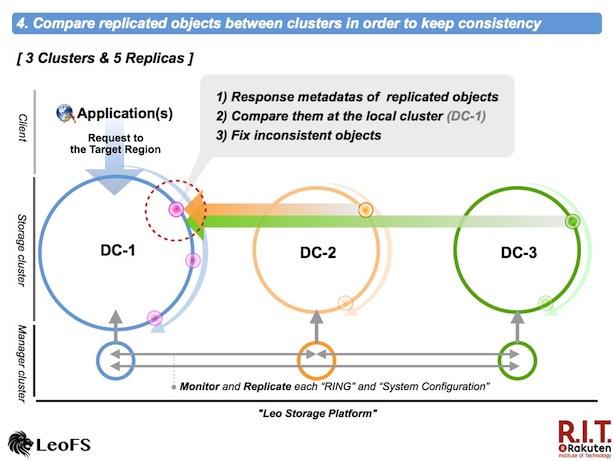 4. Compare replicated objects between clusters in order to keep consistency
[ 3 Clusters & 5 Replicas ]
1) Response metadatas of replicated objects
2) Compare them at the local cluster (DC-1)
3) Fix inconsistent objects
Client
Application(s)
Request to
the Target Region
Storage cluster
DC-1
DC-2
DC-3
Manager cluster
Monitor and Replicate each “RING” and “System Configuration”
"Leo Storage Platform"
LeoFS
R.I.T.
Rakuten
Institute of Technology